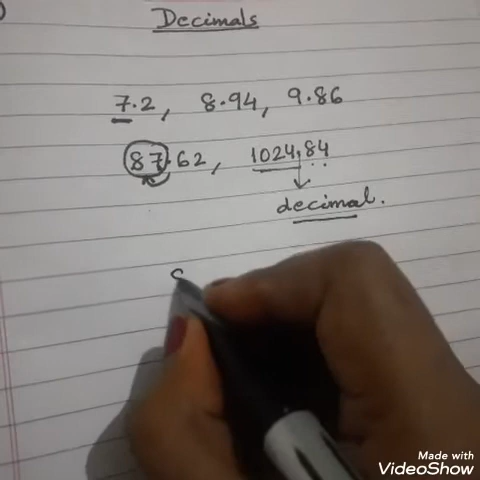 Decimals
7.2, 8.94, 9.86
87.62, 1024.84
decimal.
Made with
VideoShow